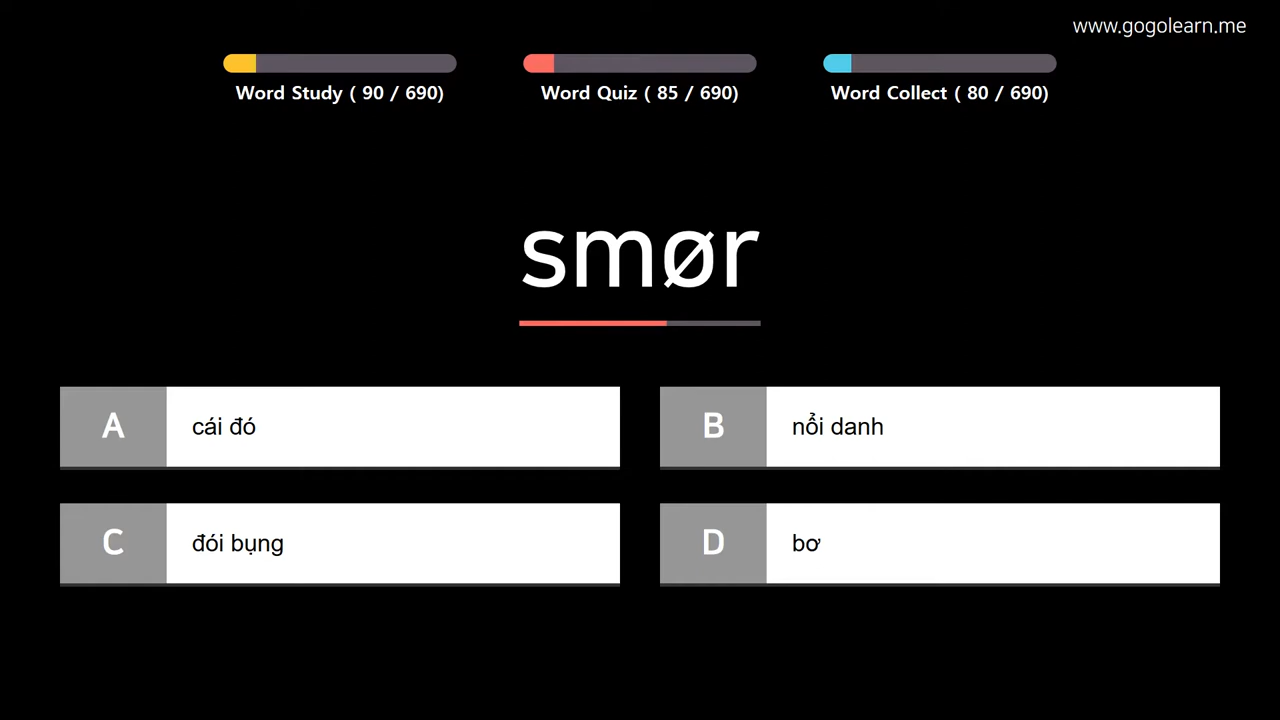 www.gogolearn.me
Word Study ( 90 / 690)
Word Quiz ( 85 / 690)
Word Collect ( 80 / 690)
smør
A
cái đó
B
nổi danh
C
đói bụng
D
bơ